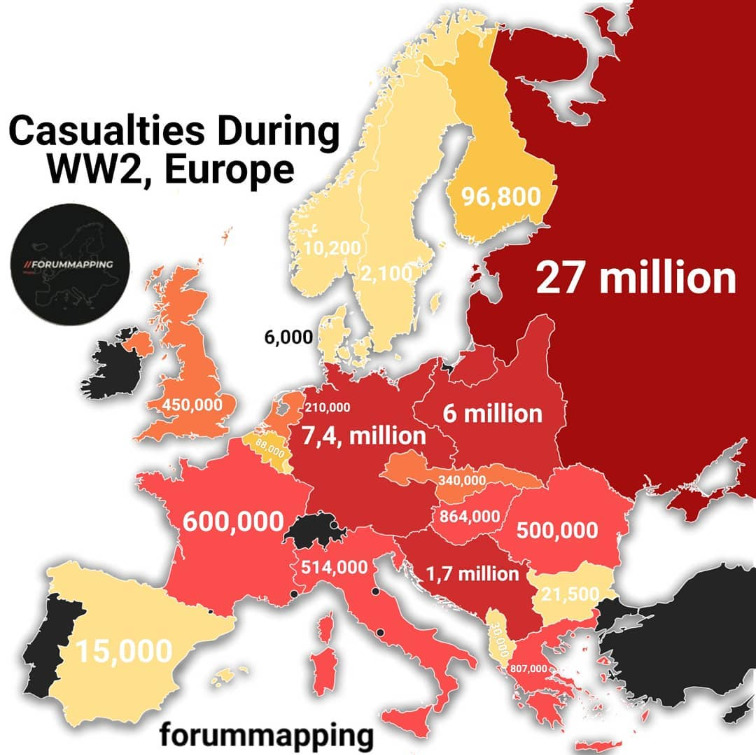 Casualties During
WW2, Europe
//FORUMMAPPING
96,800
10,200
2,100
27 million
6,000
450,000
210,000
6 million
7,4, million
88,000
340,000
864,000
600,000
500,000
514,000
1,7 million
21,500
30,000
15,000
807,000
forummapping